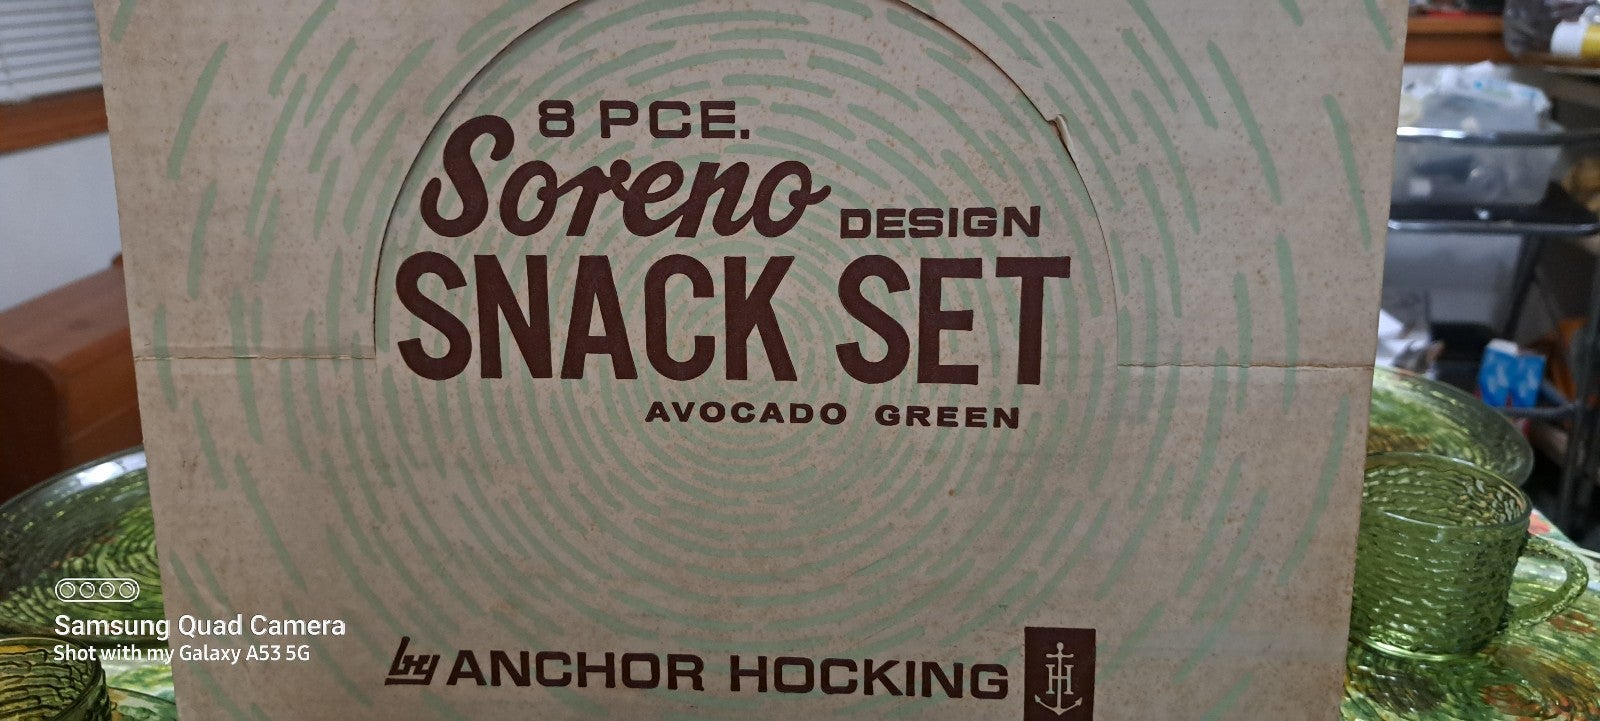 8 PCE.
Soreno DESIGN
SNACK SET
AVOCADO GREEN
by ANCHOR HOCKING
H
Samsung Quad Camera
Shot with my Galaxy A53 5G